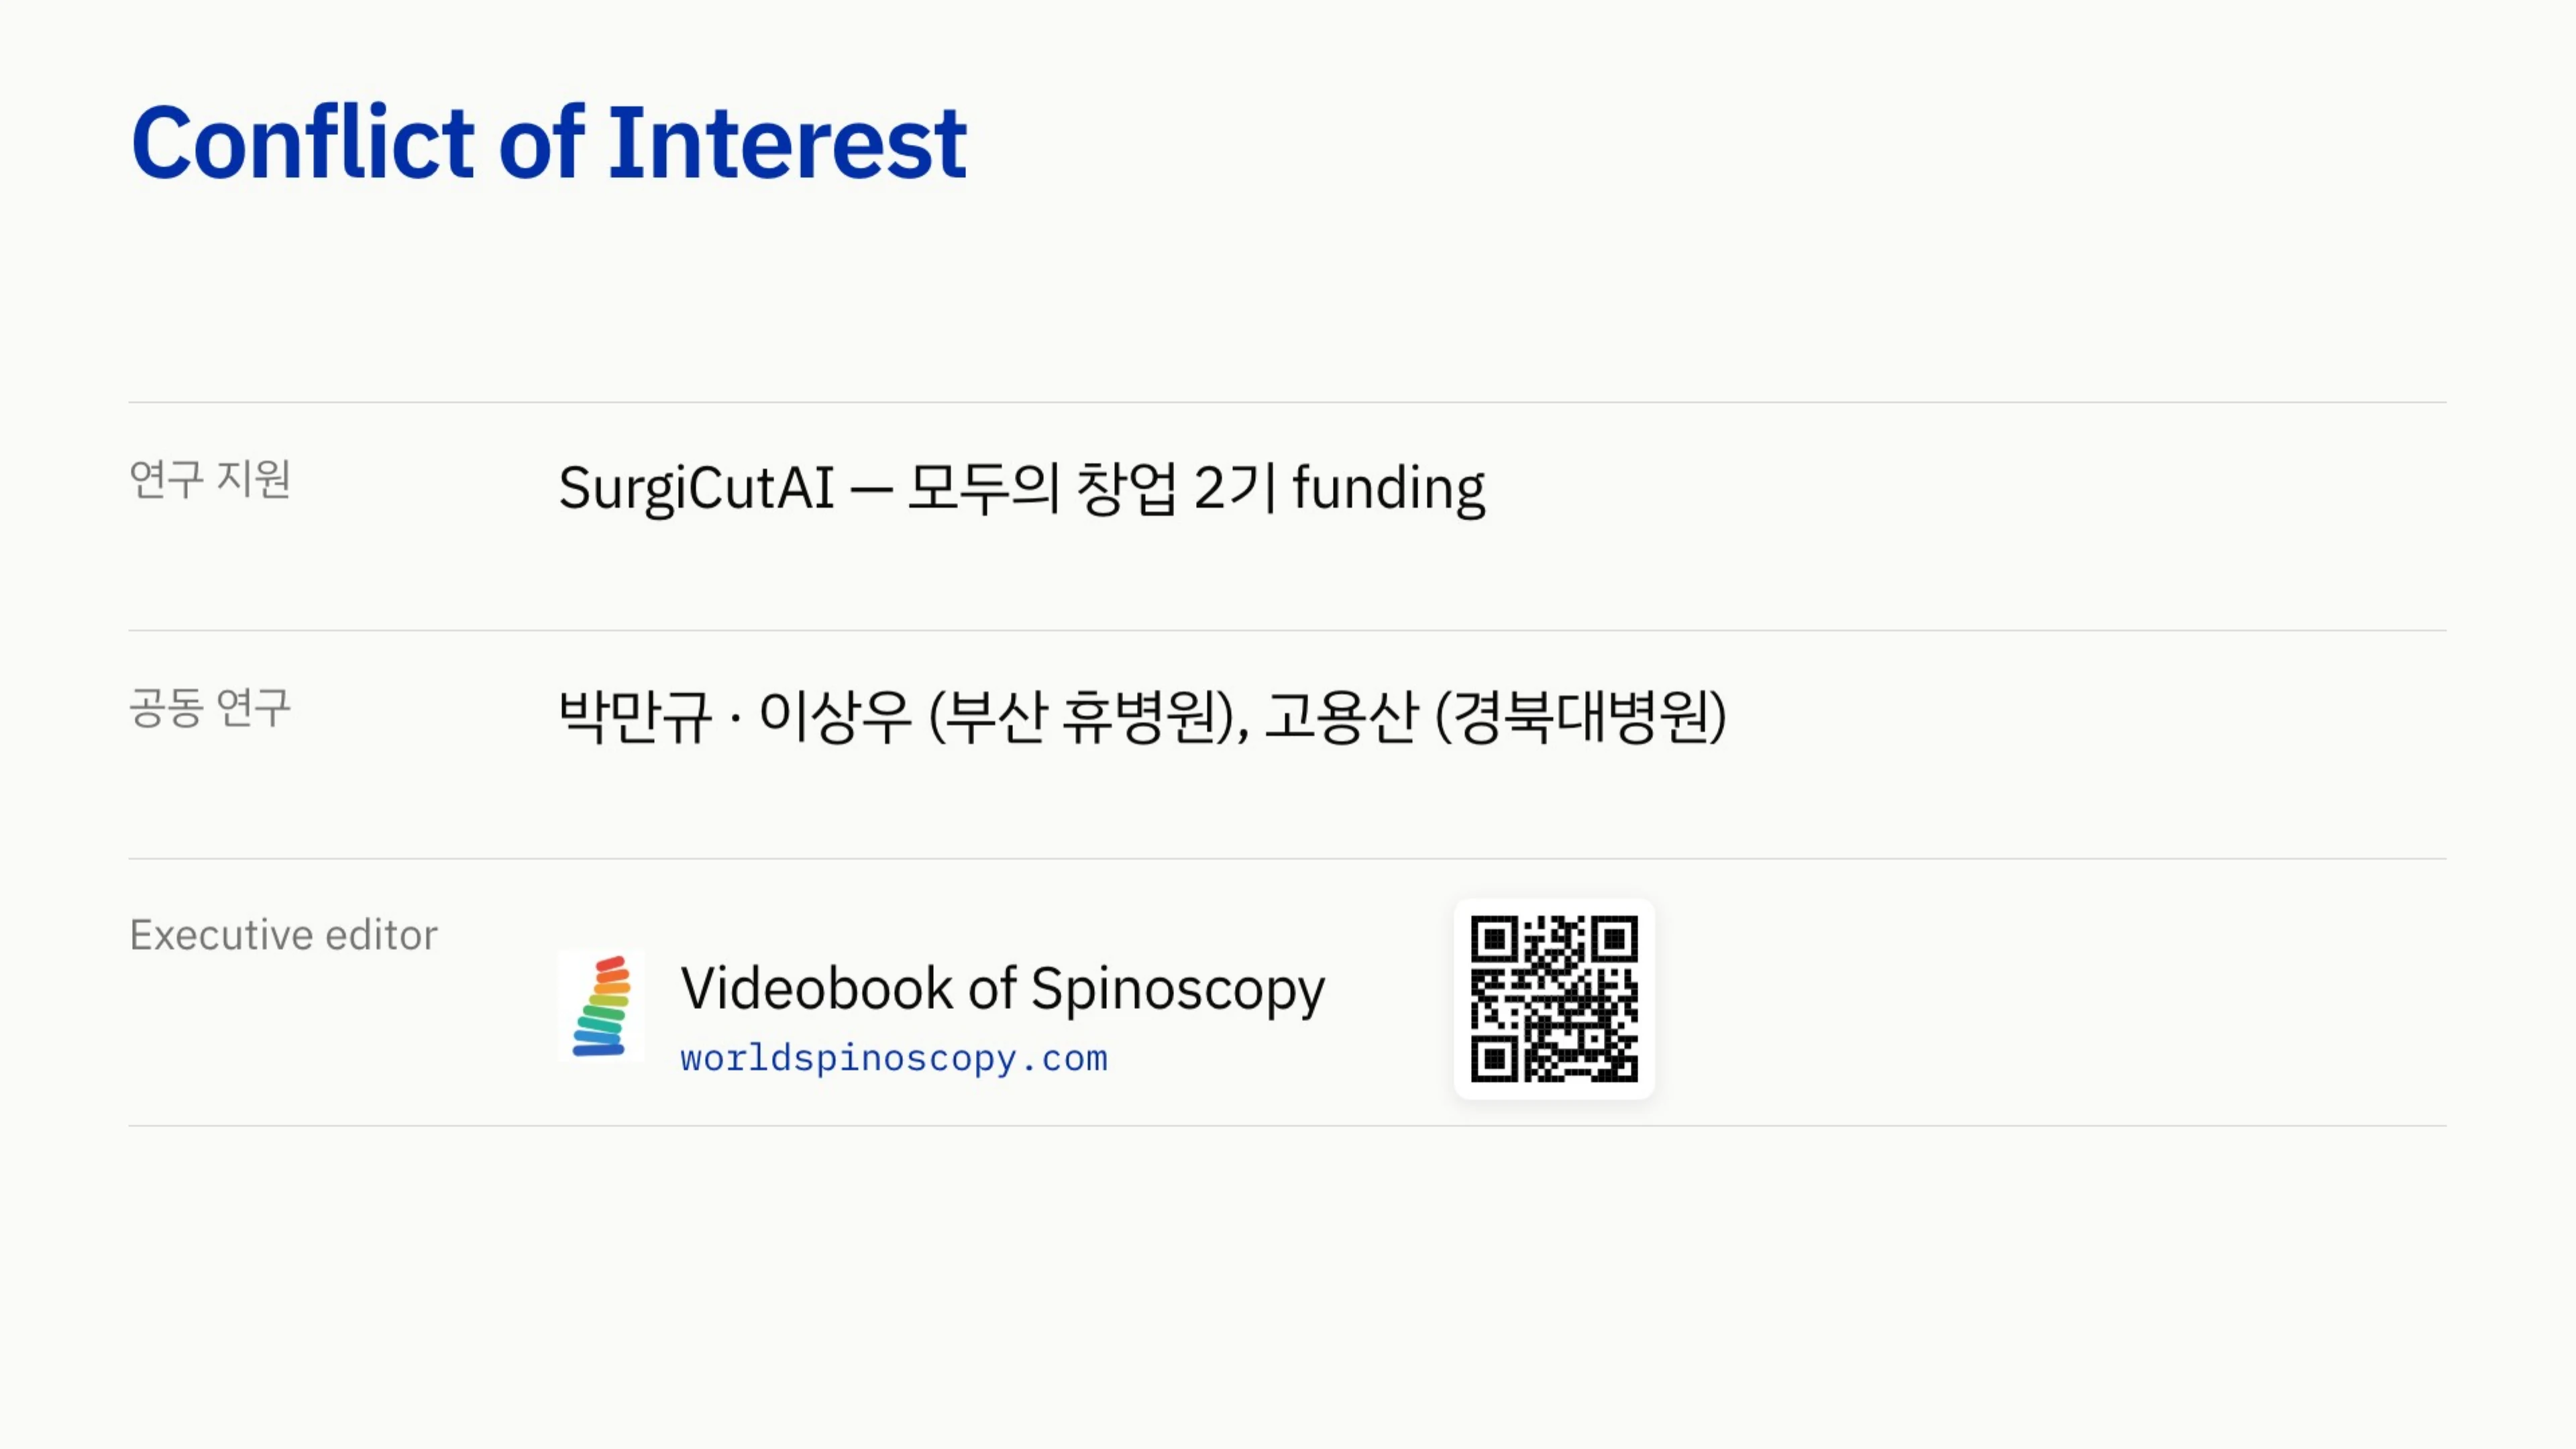 Conflict of Interest
연구 지원
SurgiCutAI — 모두의 창업 2기 funding
공동 연구
박만규 · 이상우 (부산 휴병원), 고용산 (경북대병원)
Executive editor
Videobook of Spinoscopy
worldspinoscopy.com